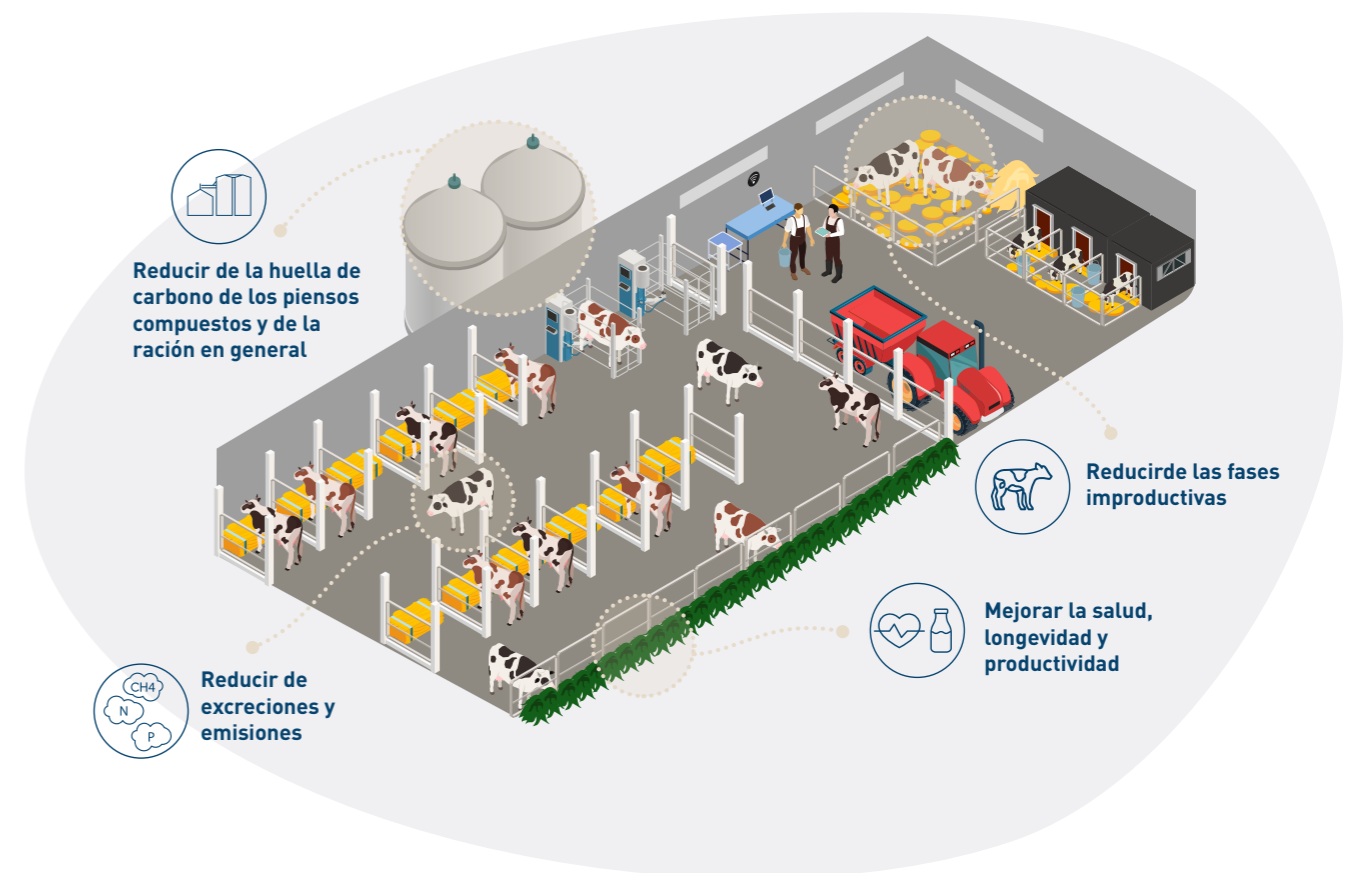 Reducir de la huella de
carbono de los piensos
compuestos y de la
ración en general
Reducirde las fases
improductivas
Mejorar la salud,
longevidad y
productividad
Reducir de
excreciones y
emisiones
CH4
N
P